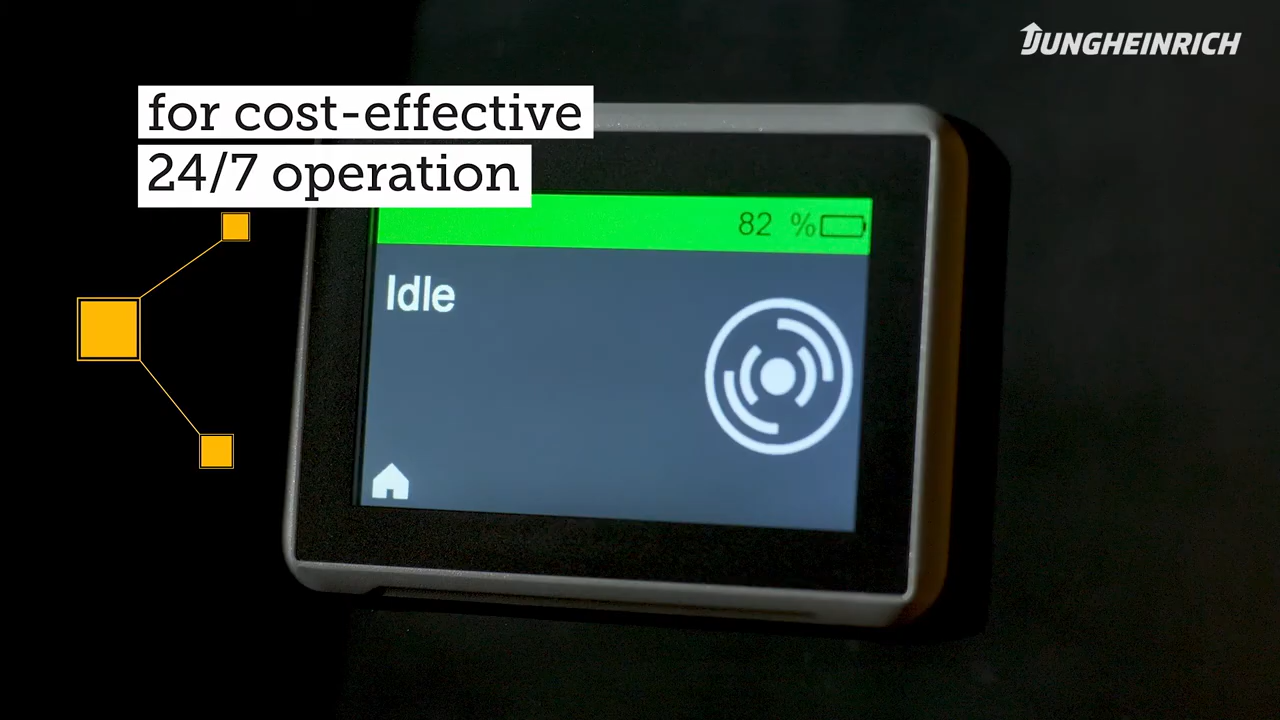 JUNGHEINRICH
for cost-effective
24/7 operation
82 %
Idle